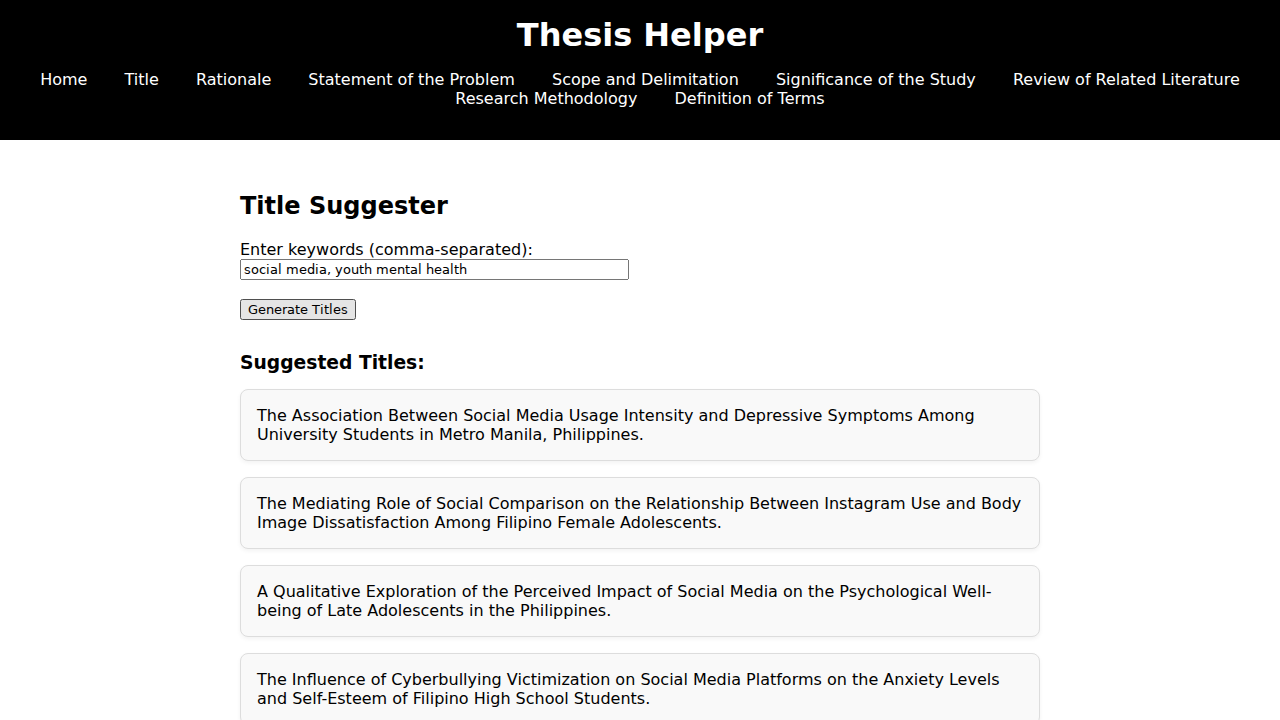 Thesis Helper
Home Title Rationale Statement of the Problem Scope and Delimitation Significance of the Study Review of Related Literature
Research Methodology Definition of Terms
Title Suggester
Enter keywords (comma-separated):
social media, youth mental health
Generate Titles
Suggested Titles:
The Association Between Social Media Usage Intensity and Depressive Symptoms Among
University Students in Metro Manila, Philippines.
The Mediating Role of Social Comparison on the Relationship Between Instagram Use and Body
Image Dissatisfaction Among Filipino Female Adolescents.
A Qualitative Exploration of the Perceived Impact of Social Media on the Psychological Well-
being of Late Adolescents in the Philippines.
The Influence of Cyberbullying Victimization on Social Media Platforms on the Anxiety Levels
and Self-Esteem of Filipino High School Students.